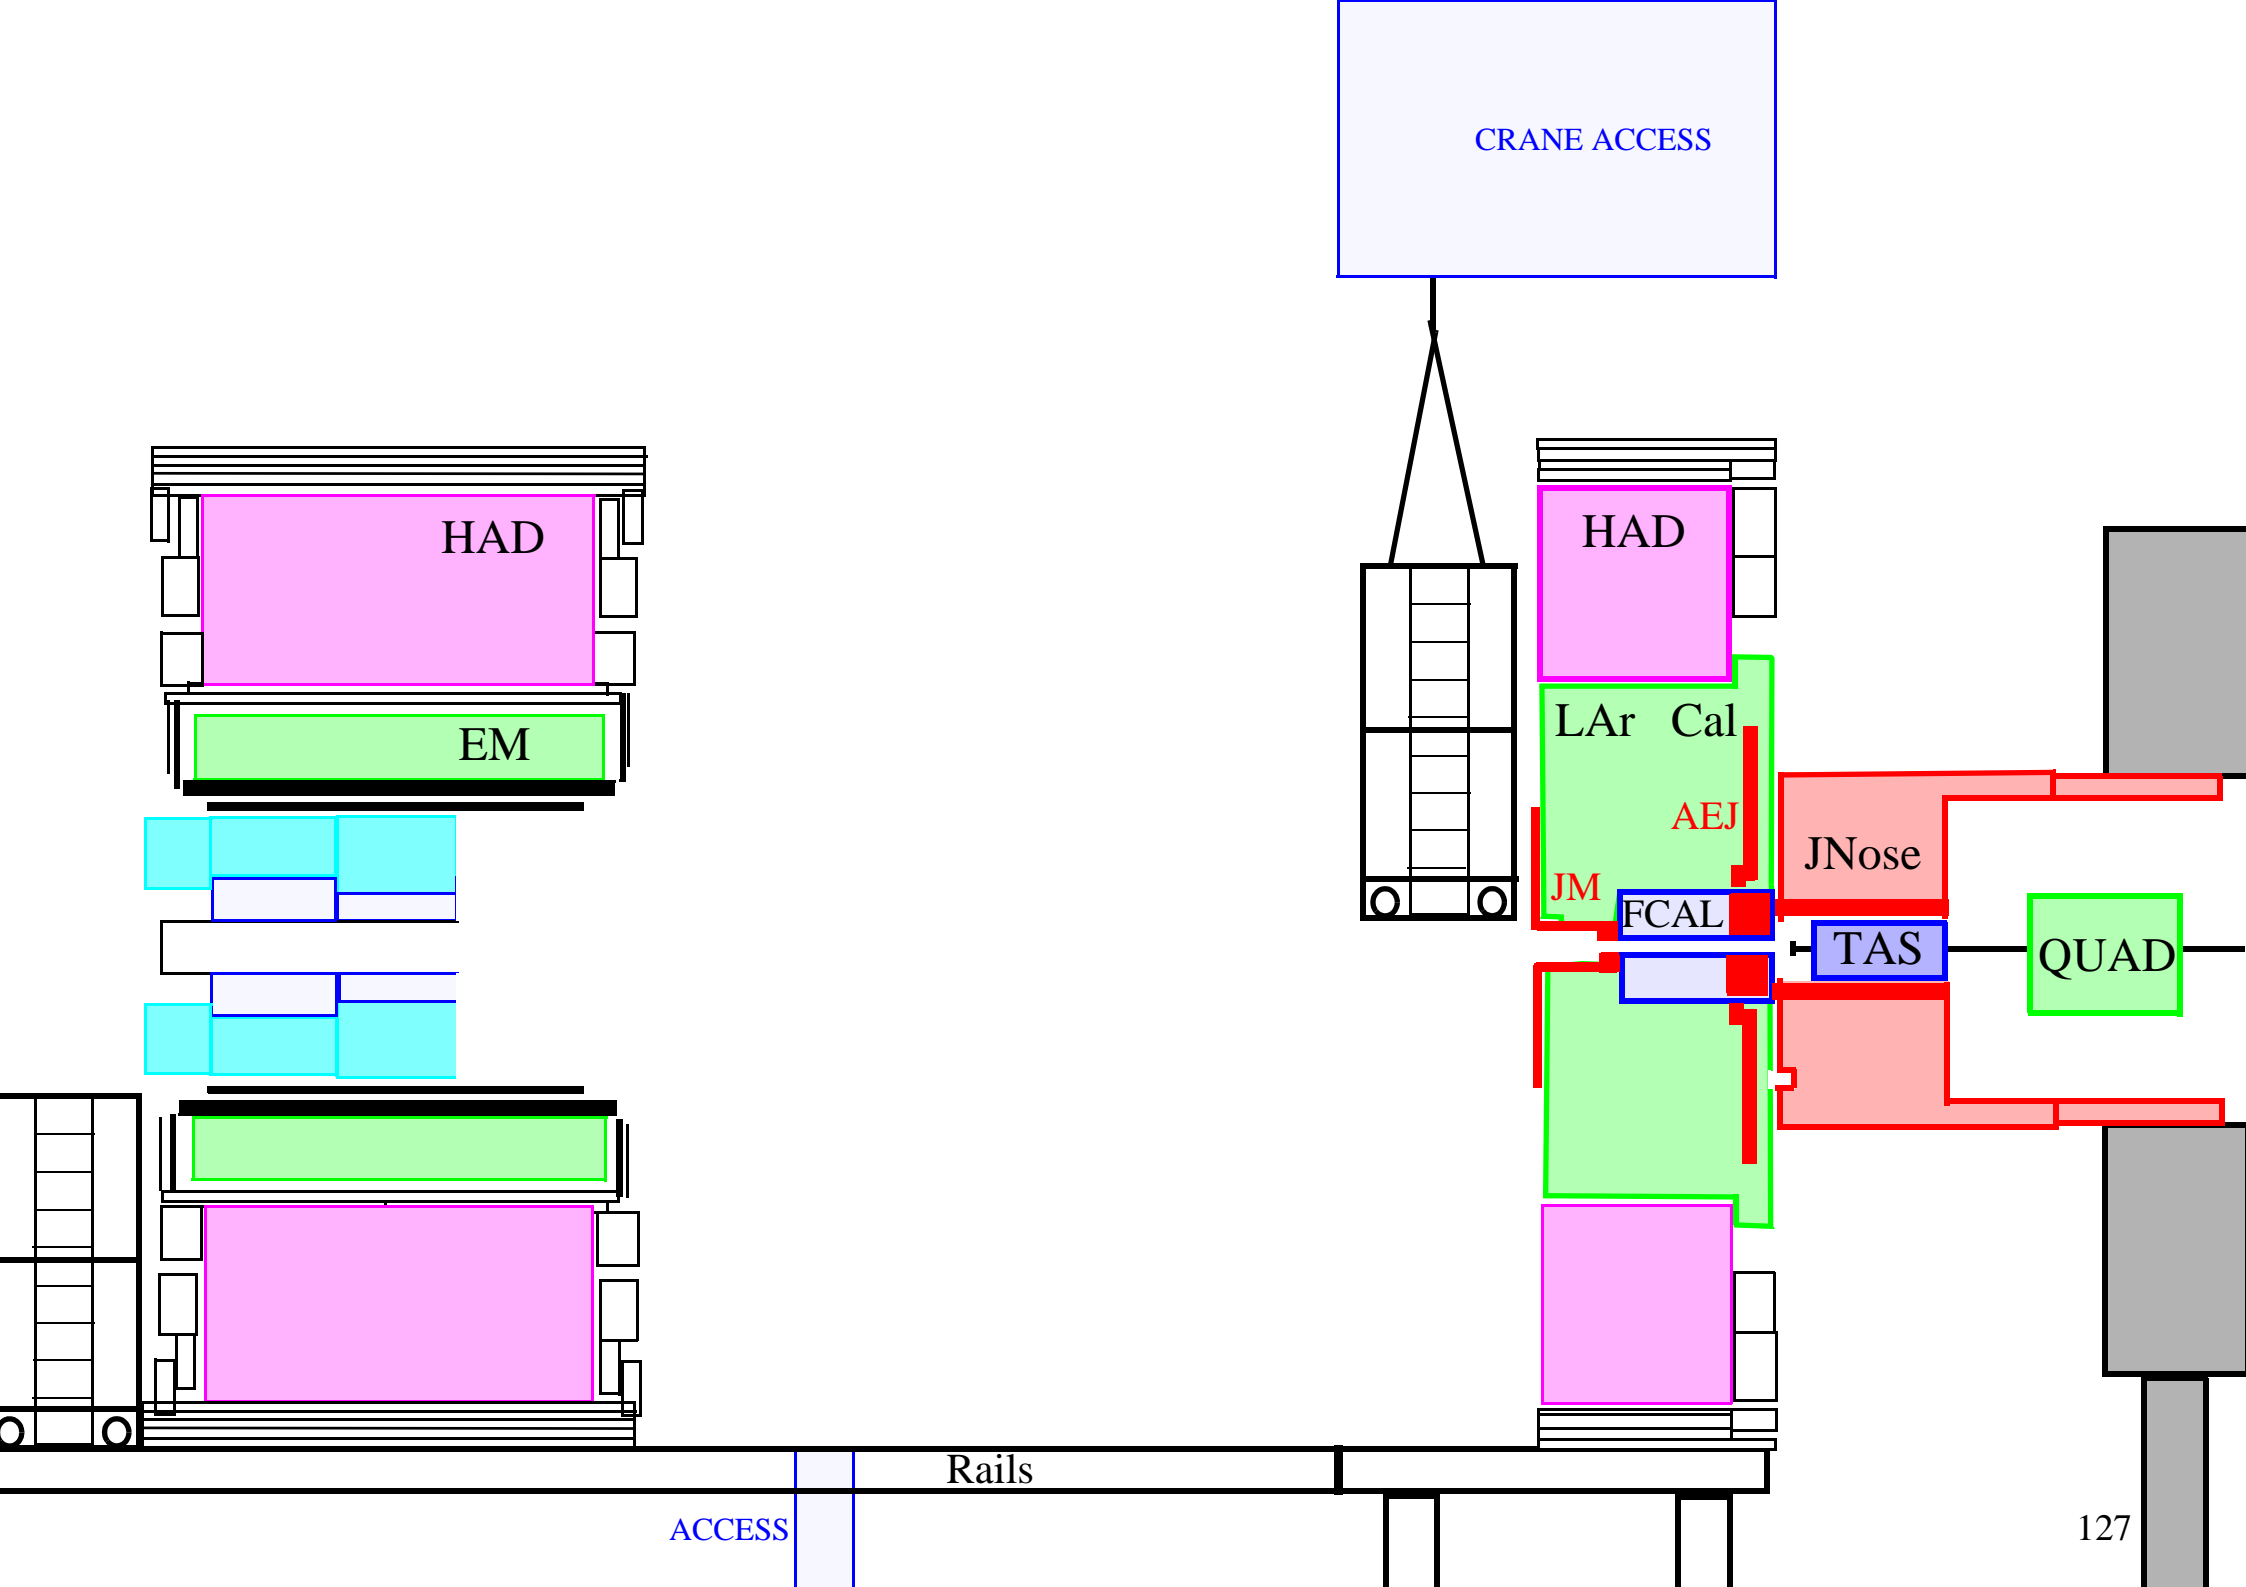 CRANE ACCESS
HAD
HAD
EM
LAr Cal
AEJ
JNose
JM
FCAL
TAS
QUAD
Rails
ACCESS
127